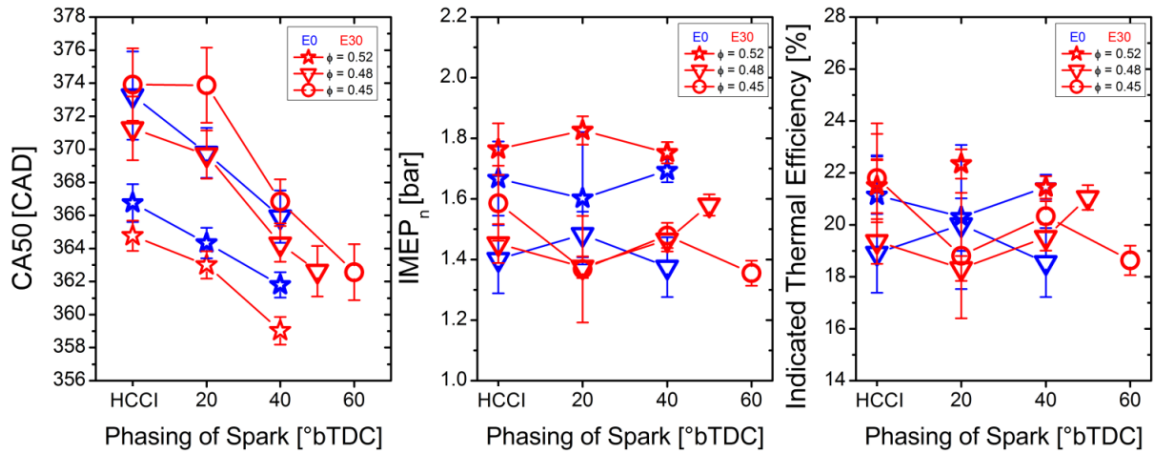 378
376
374
372
370
368
366
364
362
360
358
356
CA50 [CAD]
E0 E30
ϕ = 0.52
ϕ = 0.48
ϕ = 0.45
HCCI 20 40 60
Phasing of Spark [°bTDC]
2.2
2.0
1.8
1.6
1.4
1.2
1.0
IMEPn [bar]
E0 E30
ϕ = 0.52
ϕ = 0.48
ϕ = 0.45
HCCI 20 40 60
Phasing of Spark [°bTDC]
28
26
24
22
20
18
16
14
Indicated Thermal Efficiency [%]
E0 E30
ϕ = 0.52
ϕ = 0.48
ϕ = 0.45
HCCI 20 40 60
Phasing of Spark [°bTDC]